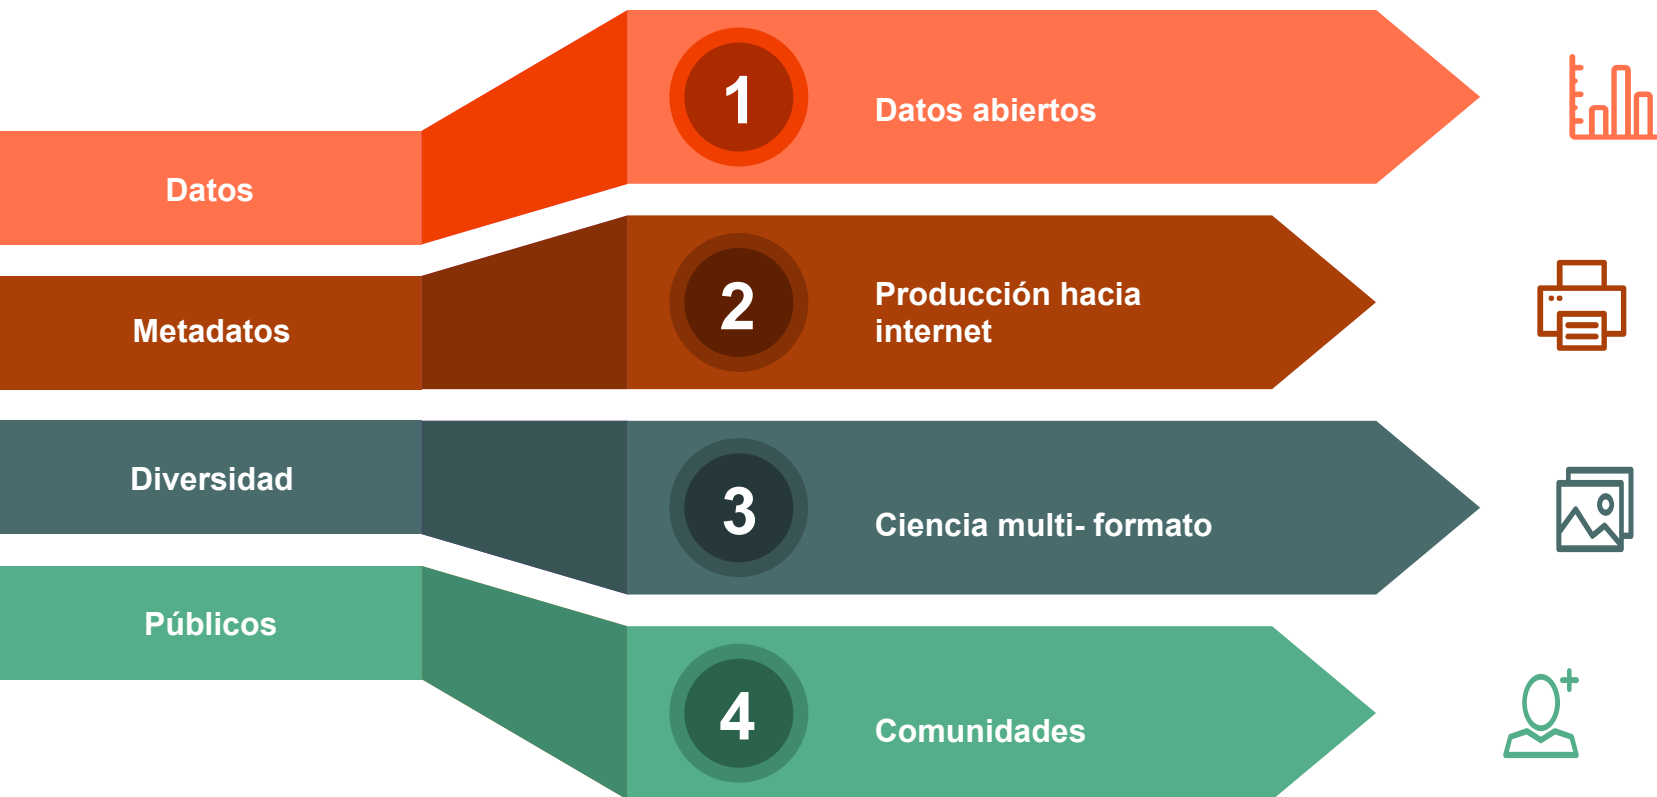 Datos
1
Datos abiertos
Metadatos
2
Producción hacia
internet
Diversidad
3
Ciencia multi- formato
Públicos
4
Comunidades